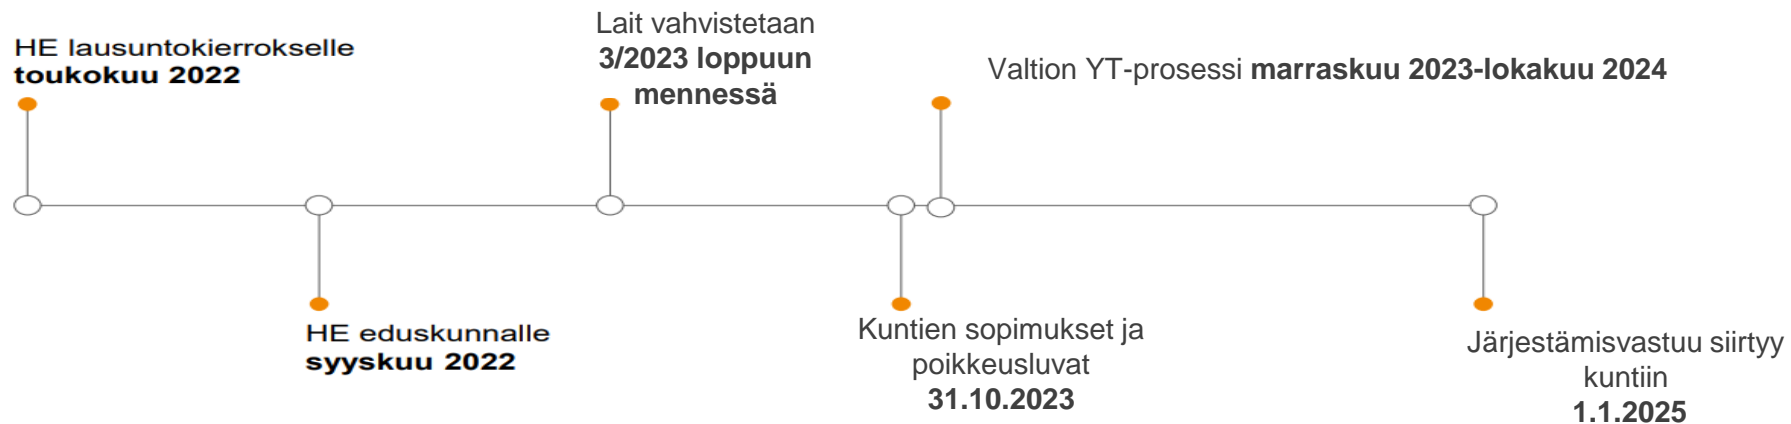 HE lausuntokierrokselle
toukokuu 2022
HE eduskunnalle
syyskuu 2022
Lait vahvistetaan
3/2023 loppuun
mennessä
Kuntien sopimukset ja
poikkeusluvat
31.10.2023
Valtion YT-prosessi marraskuu 2023-lokakuu 2024
Järjestämisvastuu siirtyy
kuntiin
1.1.2025